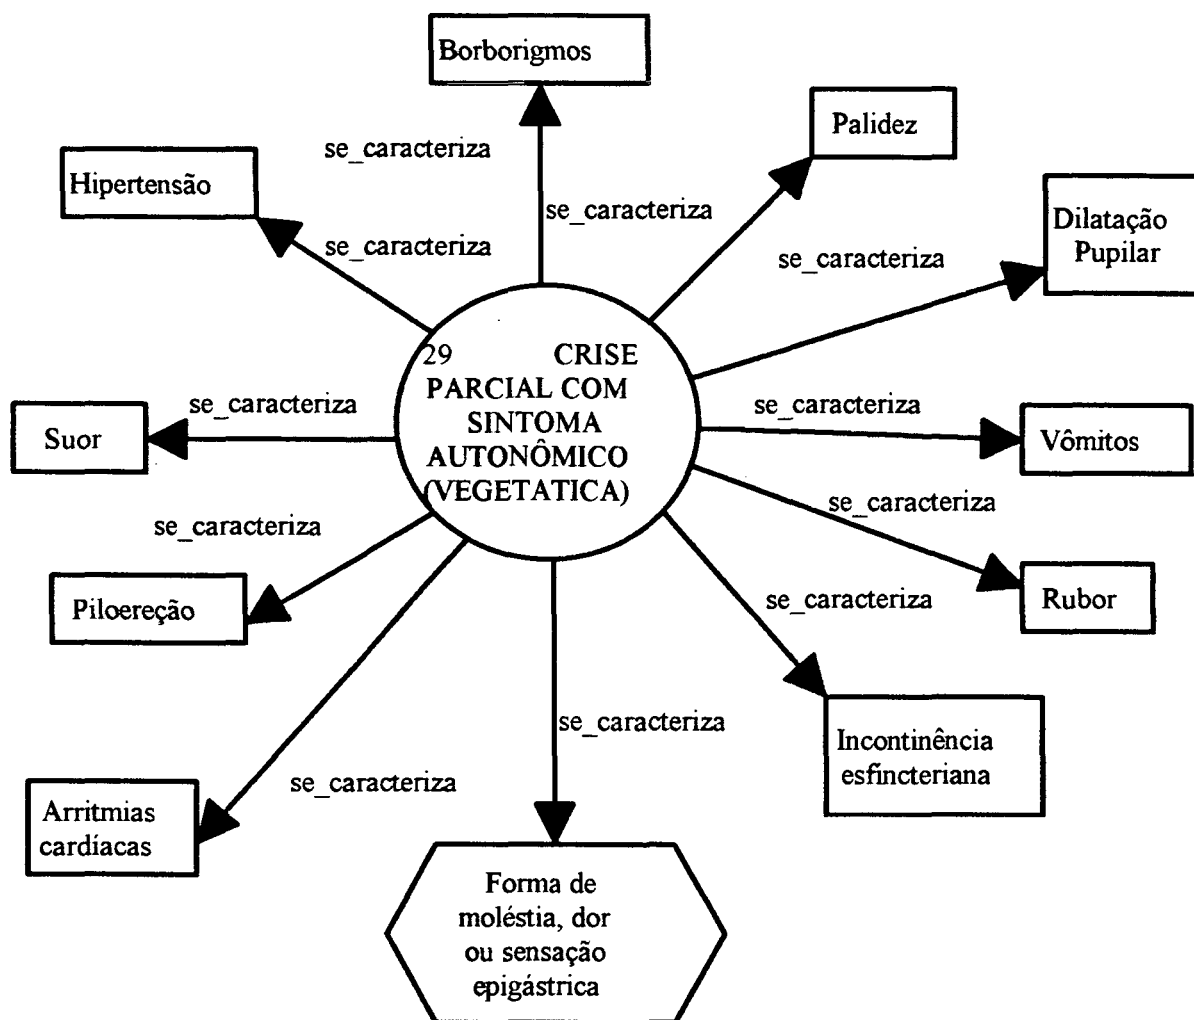 Borborigmos
Palidez
se_caracteriza
Hipertensão
Dilatação
Pupilar
se_caracteriza
se_caracteriza
se_caracteriza
29 CRISE
PARCIAL COM
SINTOMA
AUTONÔMICO
(VEGETATICA)
se_caracteriza
se_caracteriza
Suor
Vômitos
se_caracteriza
se_caracteriza
Piloereção
se_caracteriza
Rubor
se_caracteriza
Incontinência
esfincteriana
se_caracteriza
Arritmias
cardíacas
Forma de
moléstia, dor
ou sensação
epigástrica